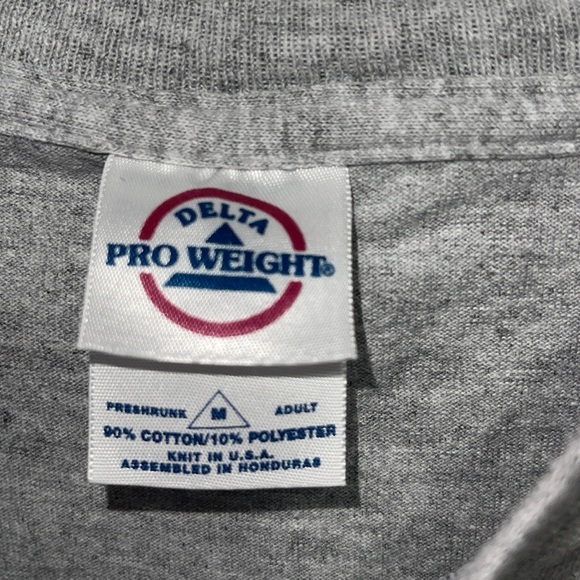 DELTA
PRO WEIGHT®
PRESHRUNK M ADULT
90% COTTON/10% POLYESTER
KNIT IN U.S.A.
ASSEMBLED IN HONDURAS